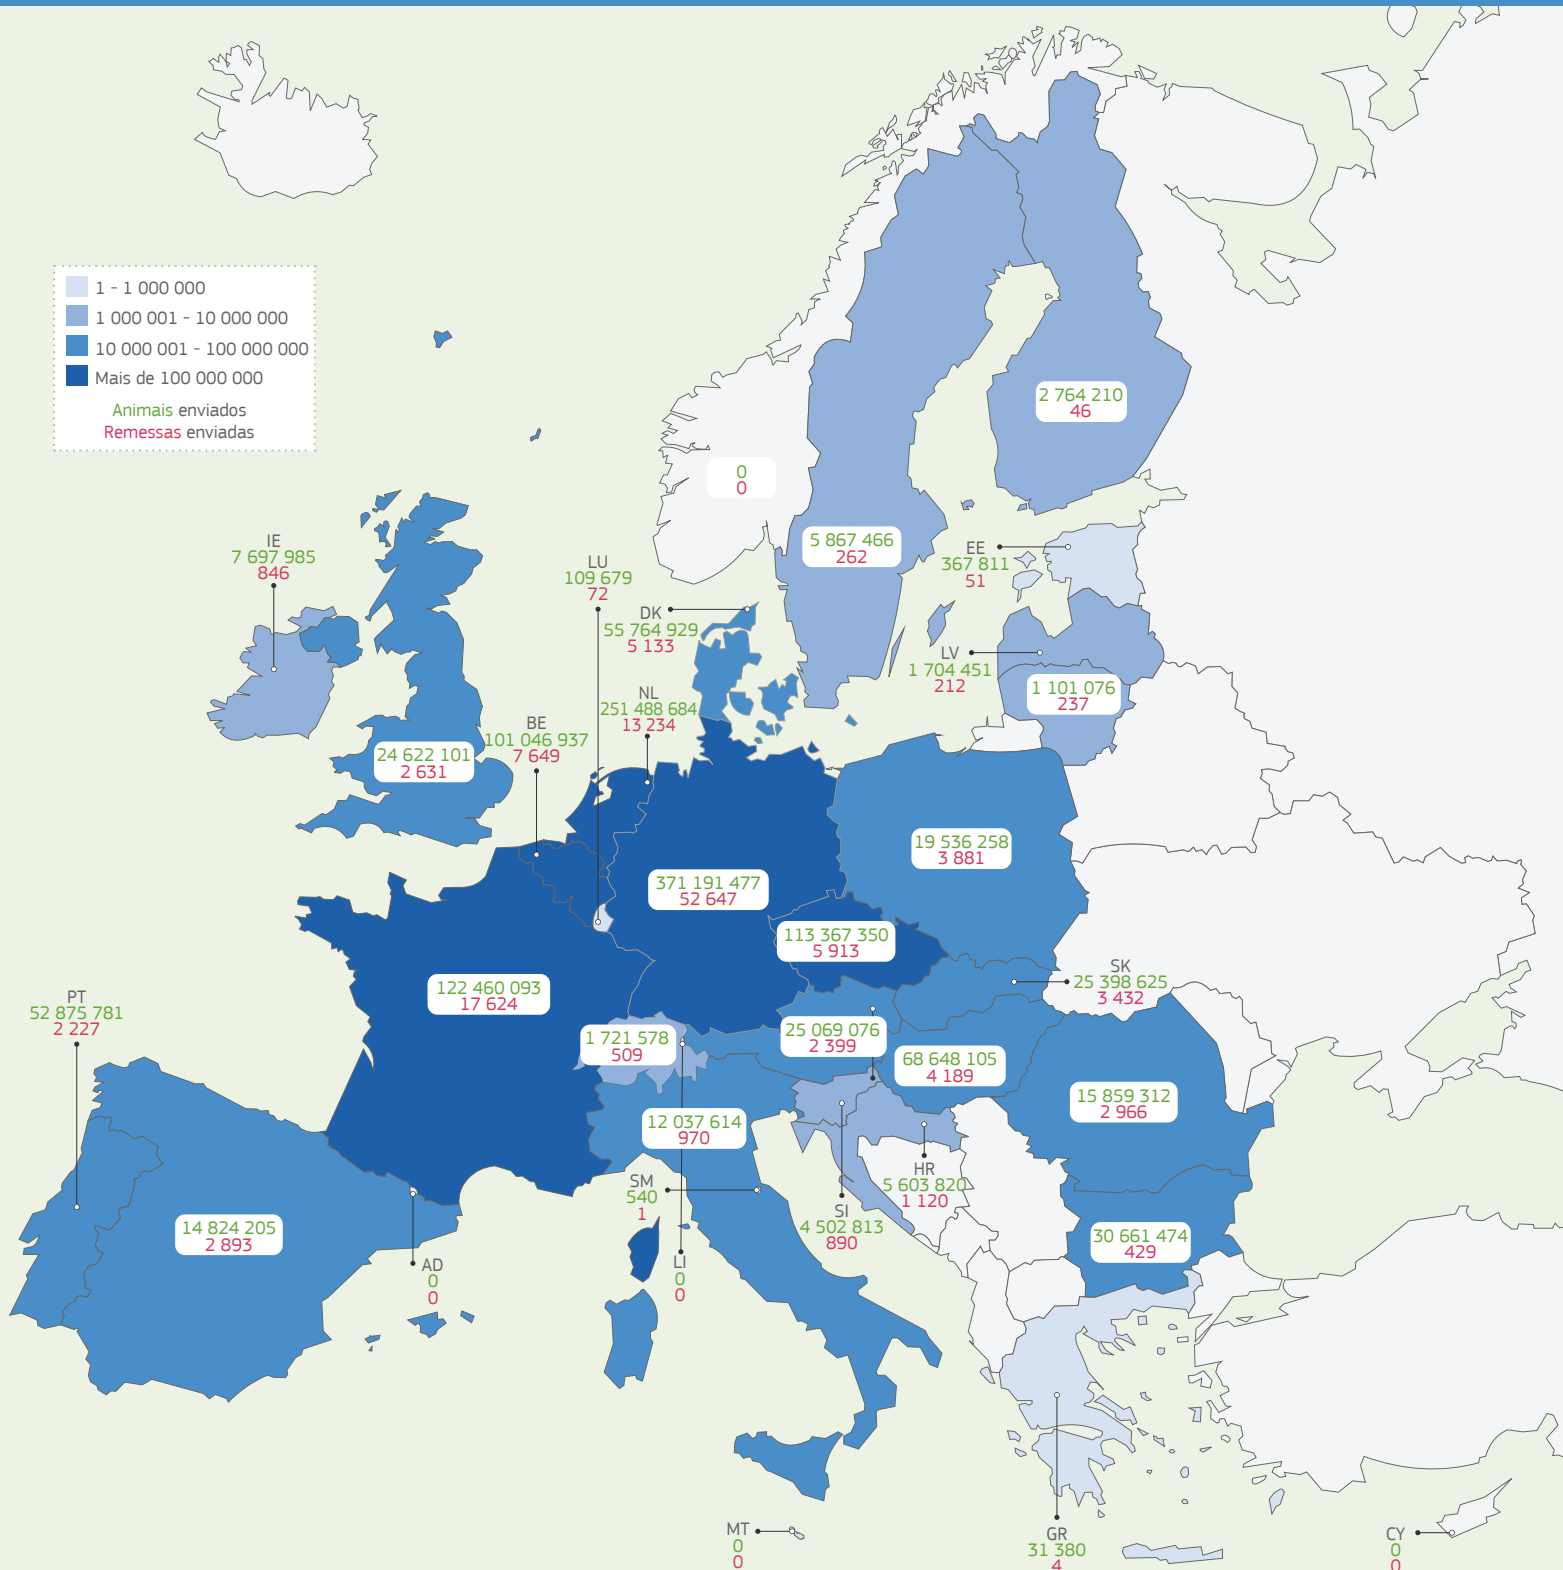 1 - 1 000 000
1 000 001 - 10 000 000
10 000 001 - 100 000 000
Mais de 100 000 000
Animais enviados
Remessas enviadas
2 764 210
46
0
0
5 867 466
262
EE
367 811
51
IE
7 697 985
846
LU
109 679
72
DK
55 764 929
5 133
LV
1 704 451
212
1 101 076
237
NL
251 488 684
13 234
BE
101 046 937
7 649
24 622 101
2 631
19 536 258
3 881
371 191 477
52 647
113 367 350
5 913
SK
25 398 625
3 432
122 460 093
17 624
PT
52 875 781
2 227
1 721 578
509
25 069 076
2 399
68 648 105
4 189
15 859 312
2 966
12 037 614
970
HR
5 603 820
1 120
SM
540
1
SI
4 502 813
890
14 824 205
2 893
30 661 474
429
AD
0
0
LI
0
0
MT
0
0
GR
31 380
4
CY
0
0